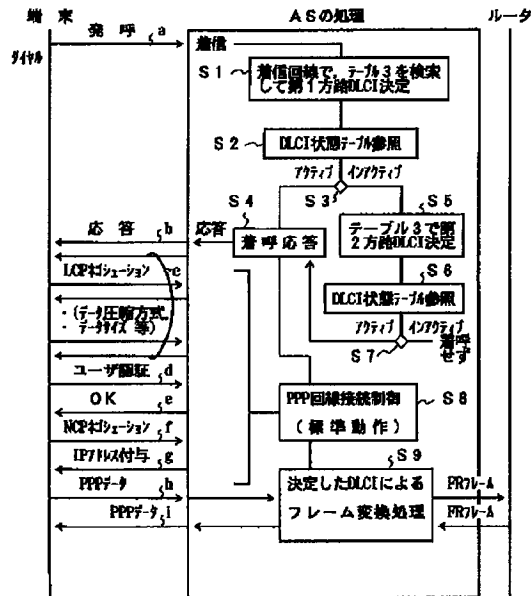 端末
ASの処理
ルータ
発呼 a
ダイヤル
着信
S1
着信回線で、テーブル3を検索
して第1方路DLCI決定
S2
DLCI状態テーブル参照
アクティブ
インアクティブ
S3
S4
S5
応答 b
応答
着呼応答
テーブル3で第
2方路DLCI決定
LCPネゴシェーション
c
S6
DLCI状態テーブル参照
・(データ圧縮方式
・データサイズ 等)
アクティブ
インアクティブ
S7
着呼
せず
ユーザ認証 d
OK e
PPP回線接続制御
(標準動作)
S8
NCPネゴシェーション f
IPアドレス付与 g
S9
PPPデータ h
決定したDLCIによる
フレーム変換処理
FRフレーム
PPPデータ i
FRフレーム